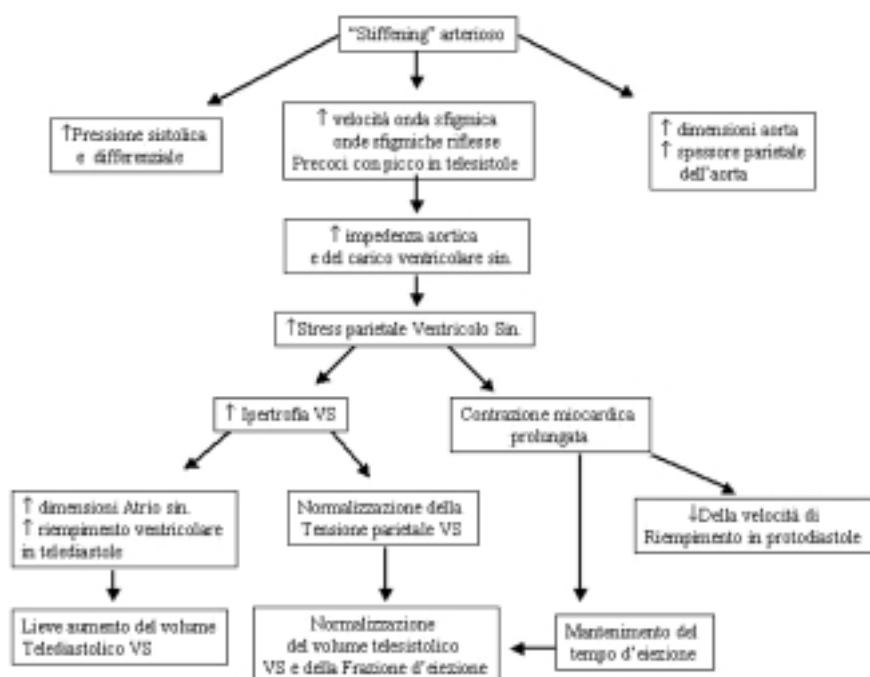 “Stiffening” arterioso
↑Pressione sistolica
e differenziale
↑ velocità onda sfigmica
onde sfigmiche riflesse
Precoci con picco in telesistole
↑ dimensioni aorta
↑ spessore parietale
dell’aorta
↑ impedenza aortica
e del carico ventricolare sin.
↑Stress parietale Ventricolo Sin.
↑ Ipertrofia VS
Contrazione miocardica
prolungata
↑ dimensioni Atrio sin.
↑ riempimento ventricolare
in telediastole
Normalizzazione della
Tensione parietale VS
↓Della velocità di
Riempimento in protodiastole
Lieve aumento del volume
Telediastolico VS
Normalizzazione
del volume telesistolico
VS e della Frazione d’eiezione
Mantenimento del
tempo d’eiezione